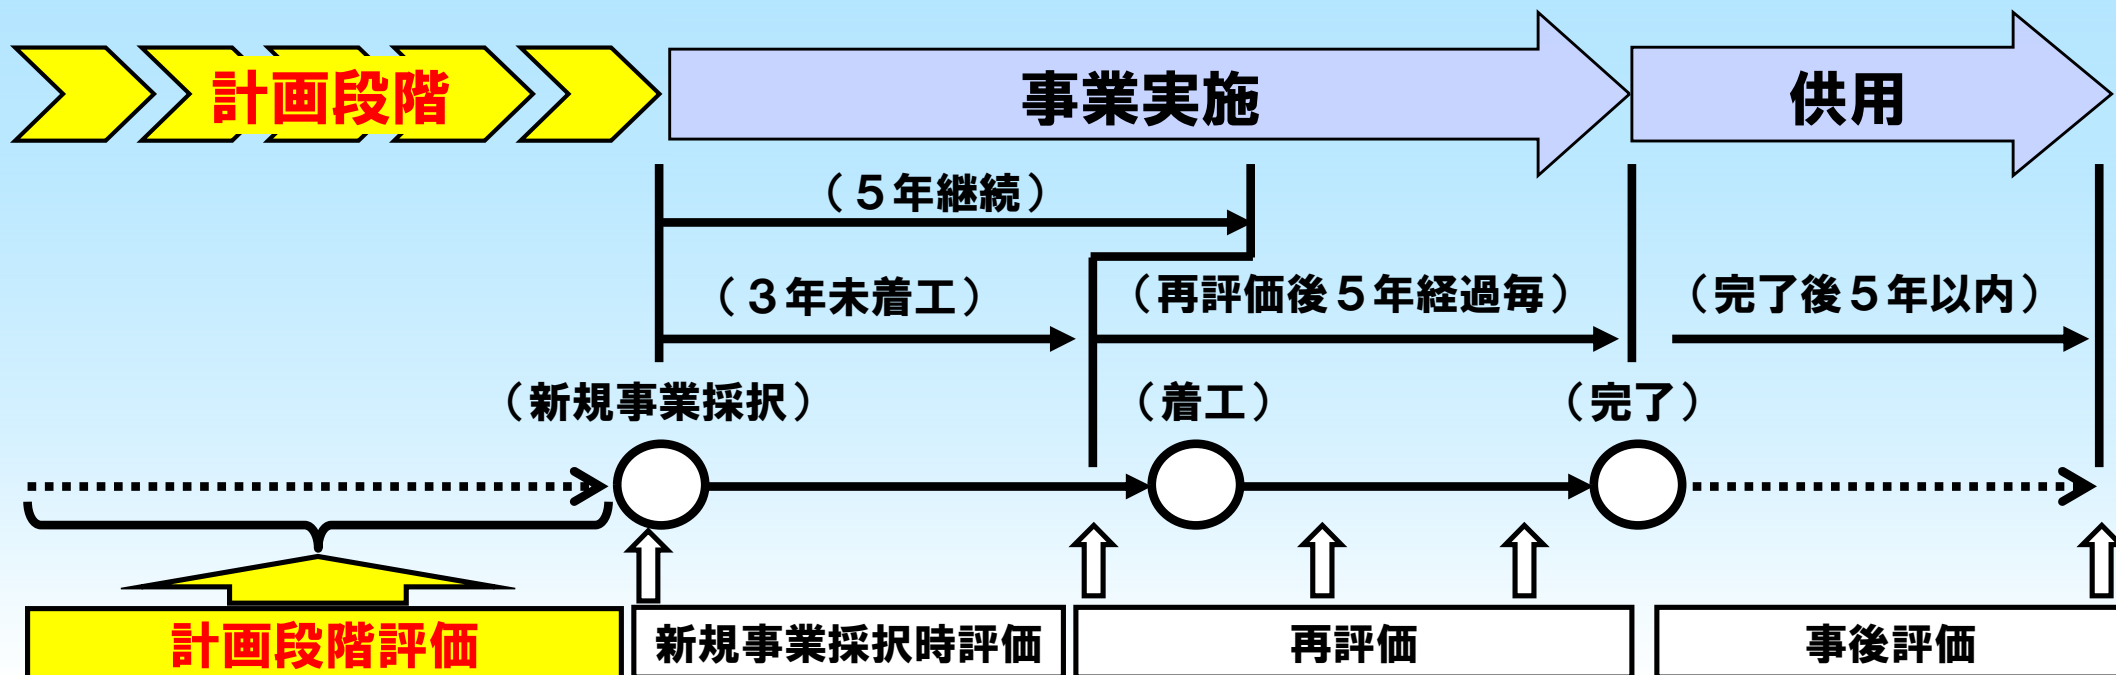 計画段階
事業実施
供用
（５年継続）
（３年未着工）
（再評価後５年経過毎）
（完了後５年以内）
（新規事業採択）
（着工）
（完了）
計画段階評価
新規事業採択時評価
再評価
事後評価